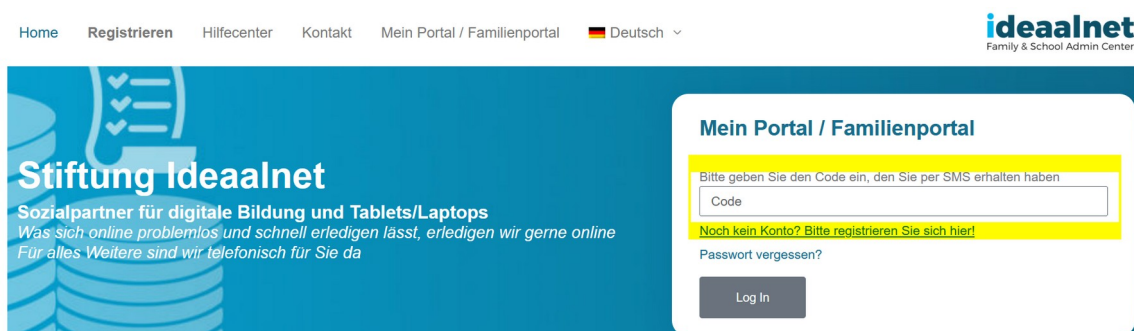 Home Registrieren Hilfecenter Kontakt Mein Portal / Familienportal Deutsch
ideaalnet
Family & School Admin Center
Stiftung Ideaalnet
Sozialpartner für digitale Bildung und Tablets/Laptops
Was sich online problemlos und schnell erledigen lässt, erledigen wir gerne online
Für alles Weitere sind wir telefonisch für Sie da
Mein Portal / Familienportal
Bitte geben Sie den Code ein, den Sie per SMS erhalten haben
Code
Noch kein Konto? Bitte registrieren Sie sich hier!
Passwort vergessen?
Log In